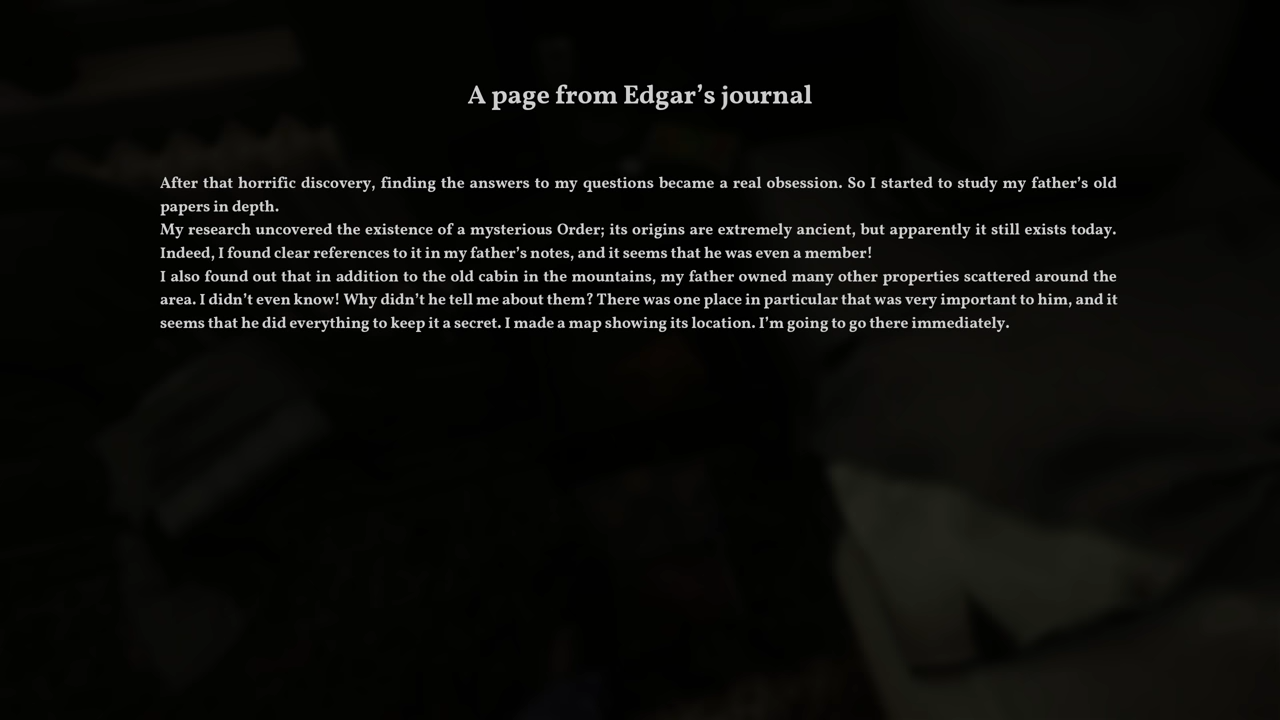 A page from Edgar’s journal
After that horrific discovery, finding the answers to my questions became a real obsession. So I started to study my father’s old
papers in depth.
My research uncovered the existence of a mysterious Order; its origins are extremely ancient, but apparently it still exists today.
Indeed, I found clear references to it in my father’s notes, and it seems that he was even a member!
I also found out that in addition to the old cabin in the mountains, my father owned many other properties scattered around the
area. I didn’t even know! Why didn’t he tell me about them? There was one place in particular that was very important to him, and it
seems that he did everything to keep it a secret. I made a map showing its location. I’m going to go there immediately.